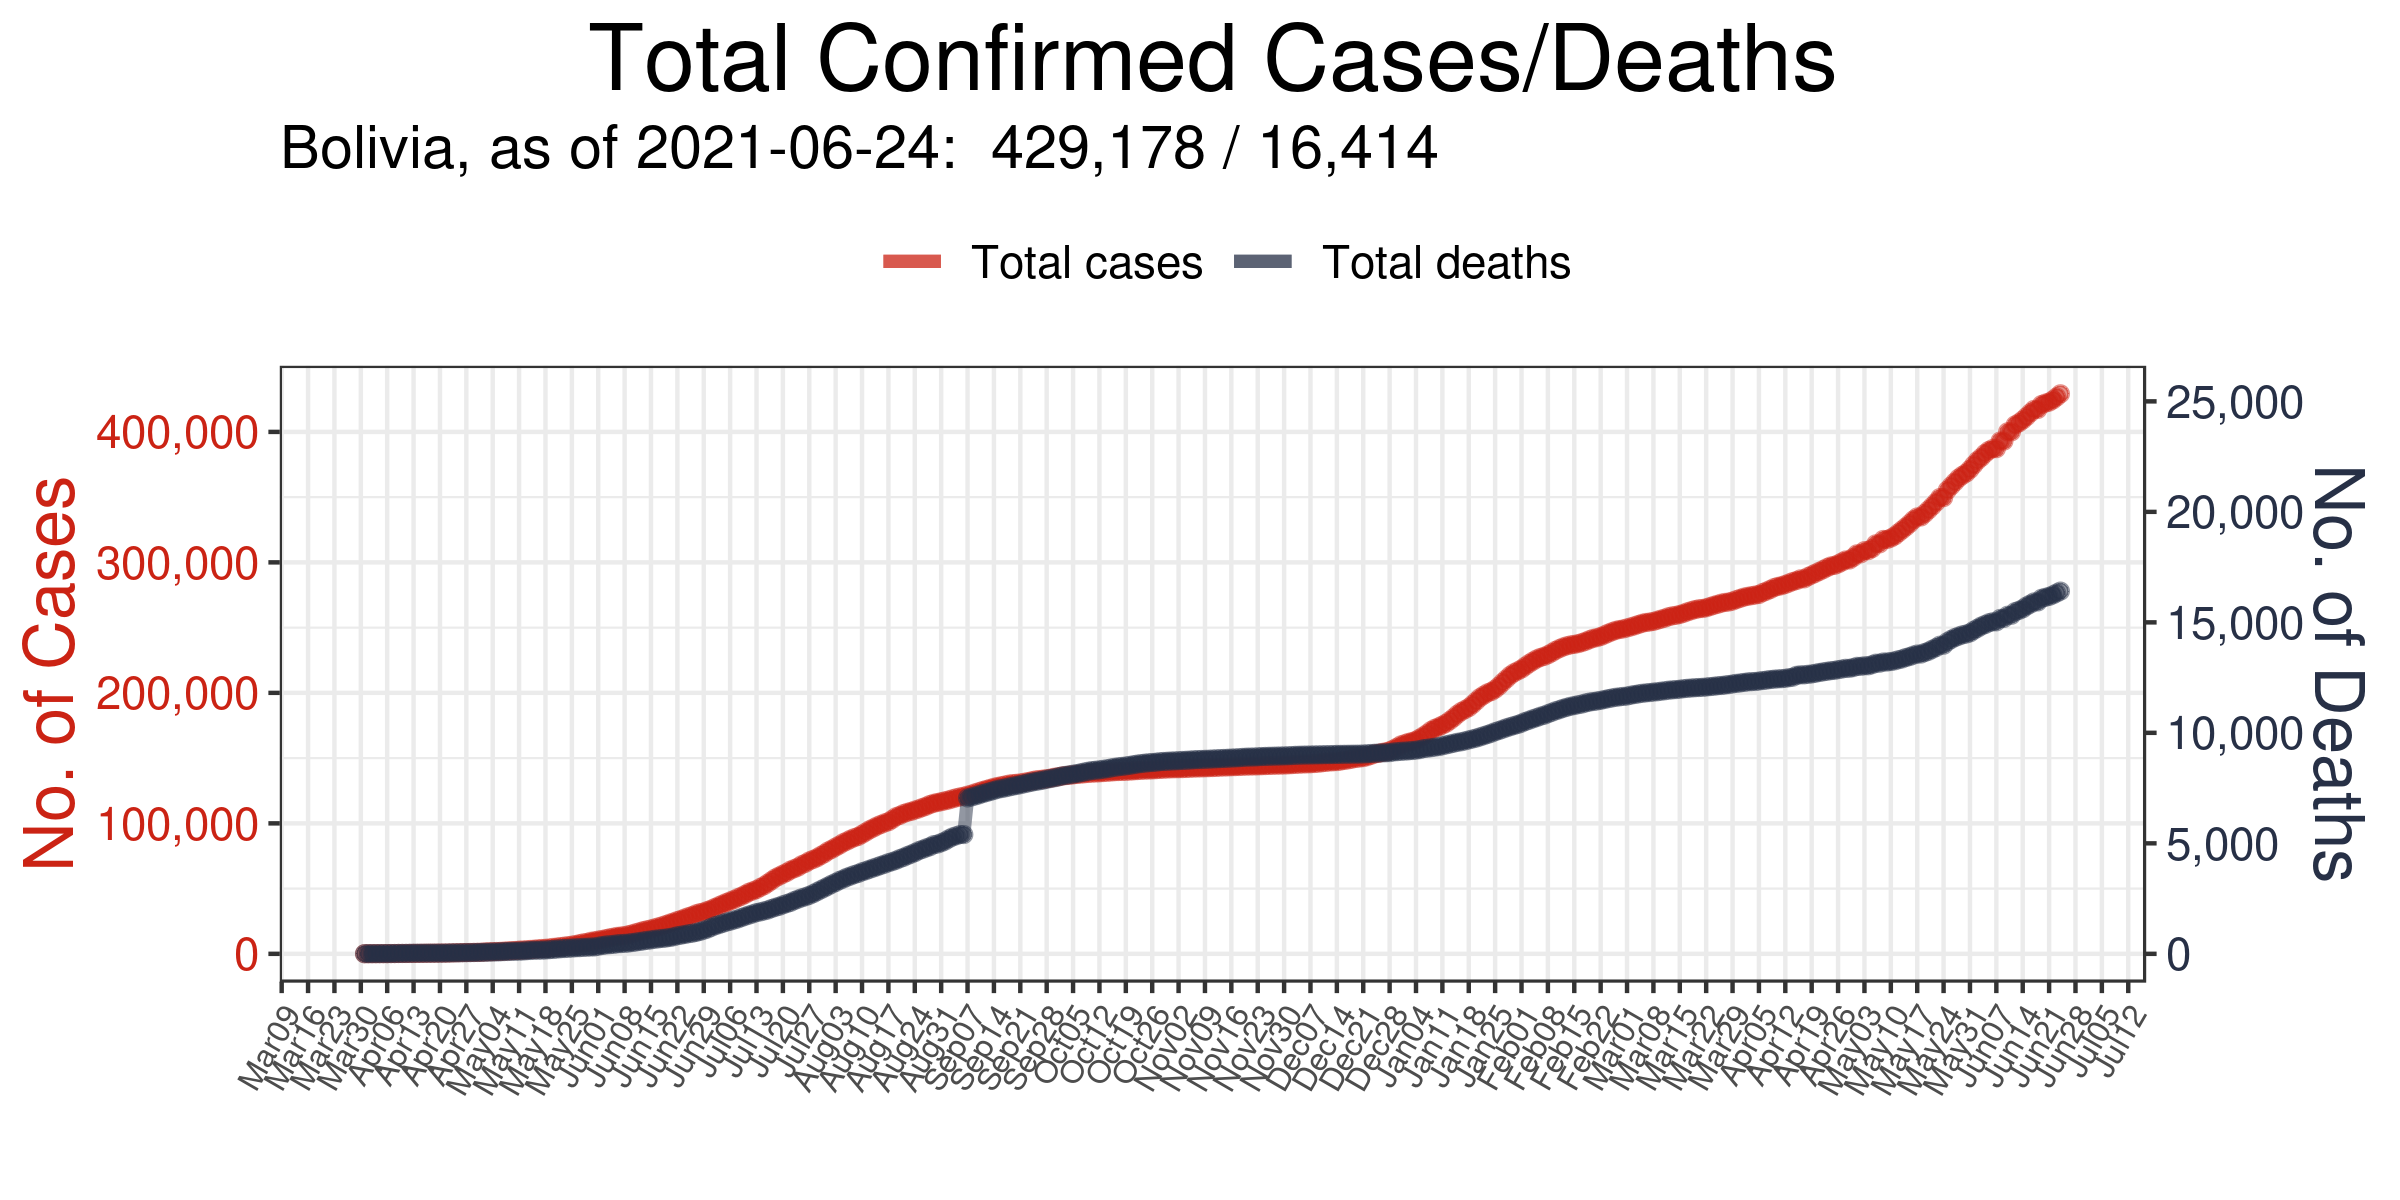 Total Confirmed Cases/Deaths
Bolivia, as of 2021-06-24:  429,178 / 16,414
Total cases
Total deaths
No. of Cases
400,000
300,000
200,000
100,000
0
25,000
20,000
15,000
10,000
5,000
0
No. of Deaths
Mar09
Mar16
Mar23
Mar30
Apr06
Apr13
Apr20
Apr27
May04
May11
May18
May25
Jun01
Jun08
Jun15
Jun22
Jun29
Jul06
Jul13
Jul20
Jul27
Aug03
Aug10
Aug17
Aug24
Aug31
Sep07
Sep14
Sep21
Sep28
Oct05
Oct12
Oct19
Oct26
Nov02
Nov09
Nov16
Nov23
Nov30
Dec07
Dec14
Dec21
Dec28
Jan04
Jan11
Jan18
Jan25
Feb01
Feb08
Feb15
Feb22
Mar01
Mar08
Mar15
Mar22
Mar29
Apr05
Apr12
Apr19
Apr26
May03
May10
May17
May24
May31
Jun07
Jun14
Jun21
Jun28
Jul05
Jul12